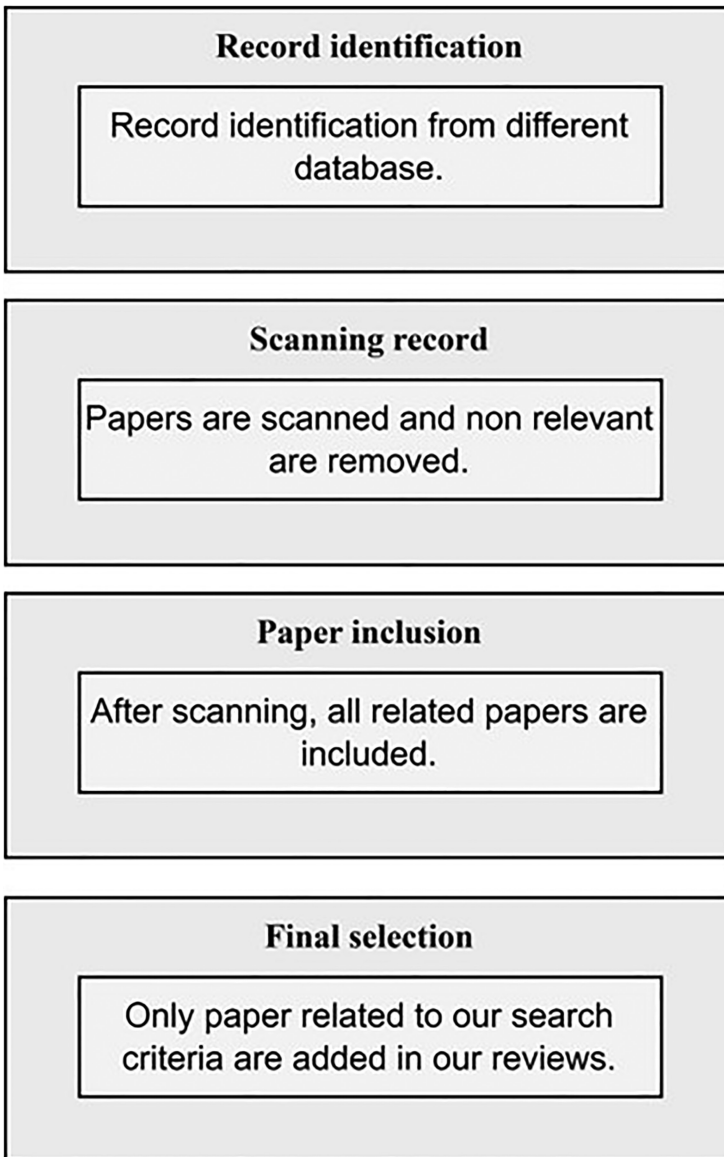 Record identification
Record identification from different
database.
Scanning record
Papers are scanned and non relevant
are removed.
Paper inclusion
After scanning, all related papers are
included.
Final selection
Only paper related to our search
criteria are added in our reviews.